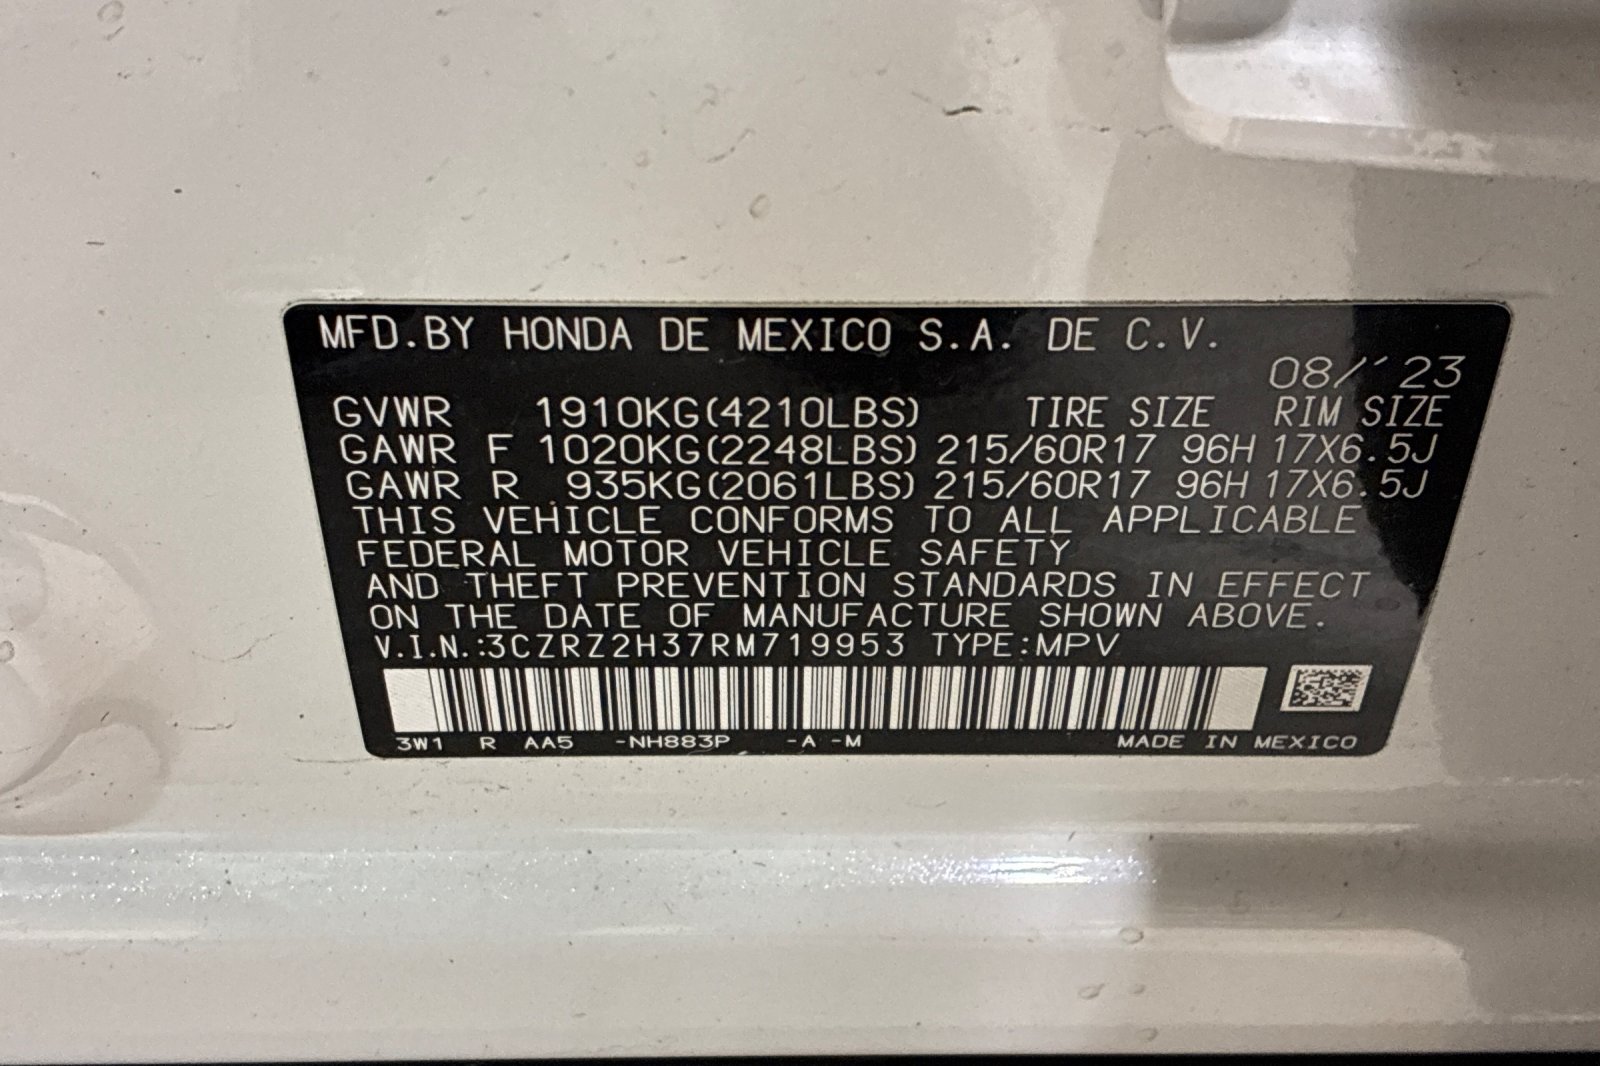 MFD.BY HONDA DE MEXICO S.A. DE C.V.
08/'23
GVWR 1910KG(4210LBS) TIRE SIZE RIM SIZE
GAWR F 1020KG(2248LBS) 215/60R17 96H 17X6.5J
GAWR R 935KG(2061LBS) 215/60R17 96H 17X6.5J
THIS VEHICLE CONFORMS TO ALL APPLICABLE
FEDERAL MOTOR VEHICLE SAFETY
AND THEFT PREVENTION STANDARDS IN EFFECT
ON THE DATE OF MANUFACTURE SHOWN ABOVE.
V.I.N.:3CZRZ2H37RM719953 TYPE:MPV
3W1 R AA5 -NH883P -A -M MADE IN MEXICO